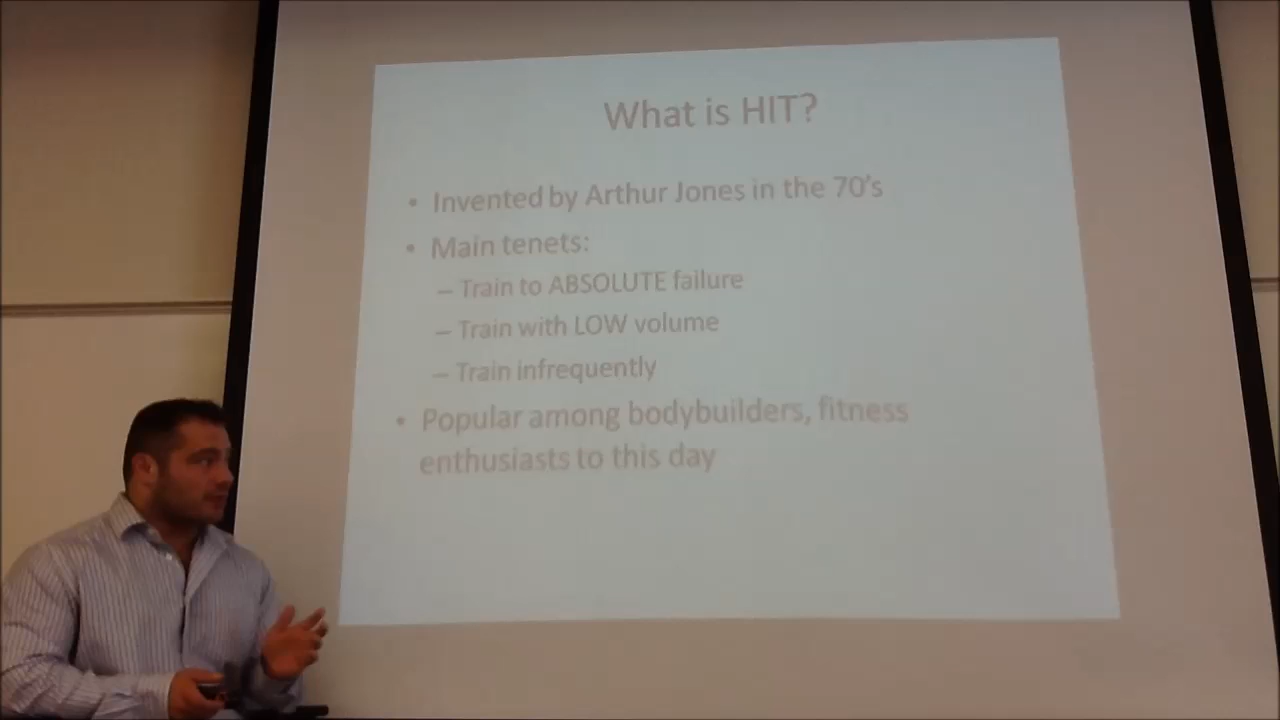 What is HIT?
• Invented by Arthur Jones in the 70's
• Main tenets:
– Train to ABSOLUTE failure
– Train with LOW volume
– Train infrequently
• Popular among bodybuilders, fitness
enthusiasts to this day